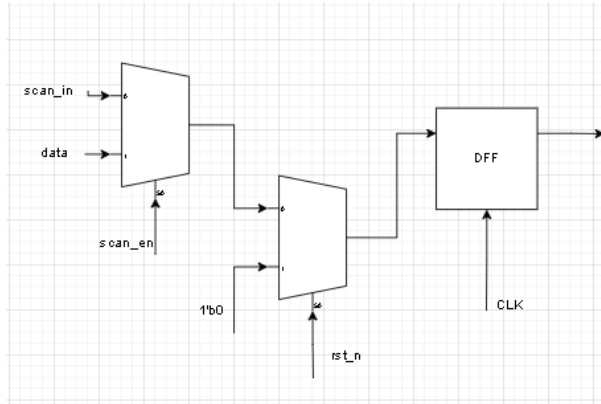 scan_in
data
scan_en
1'b0
rst_n
DFF
CLK